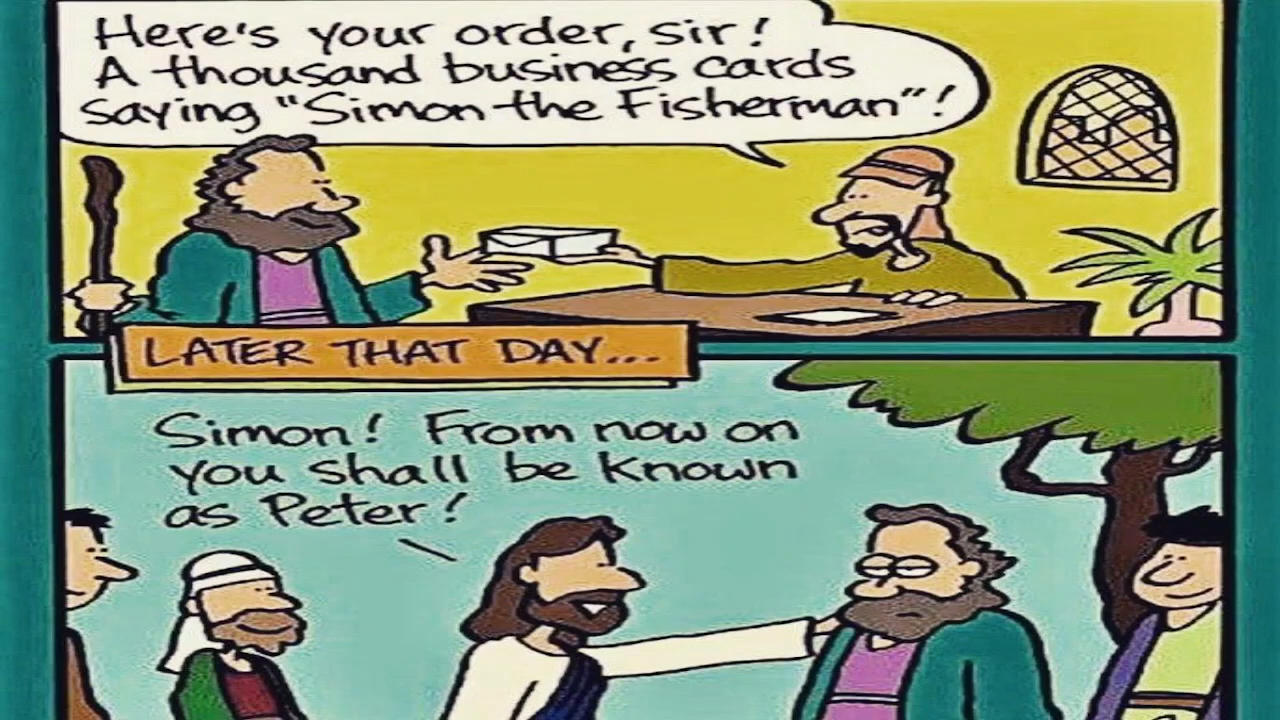 Here's your order, sir!
A thousand business cards
saying "Simon the Fisherman"!
LATER THAT DAY...
Simon! From now on
you shall be known
as Peter!